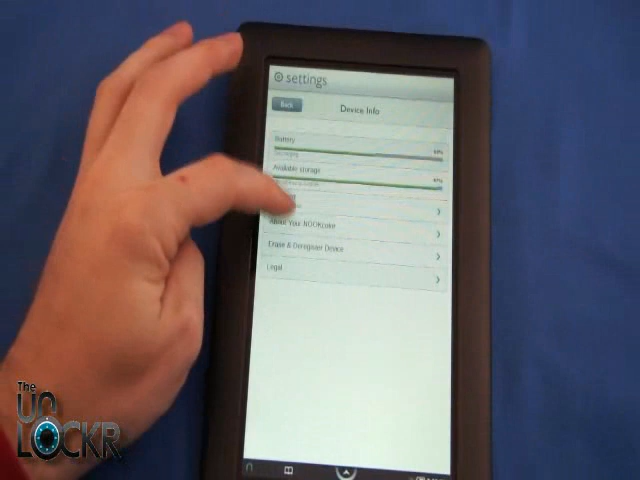 settings
Back
Device Info
Battery
Available storage
About Your NOOKcolor
Erase & Deregister Device
Legal
The
UN
LOCKR